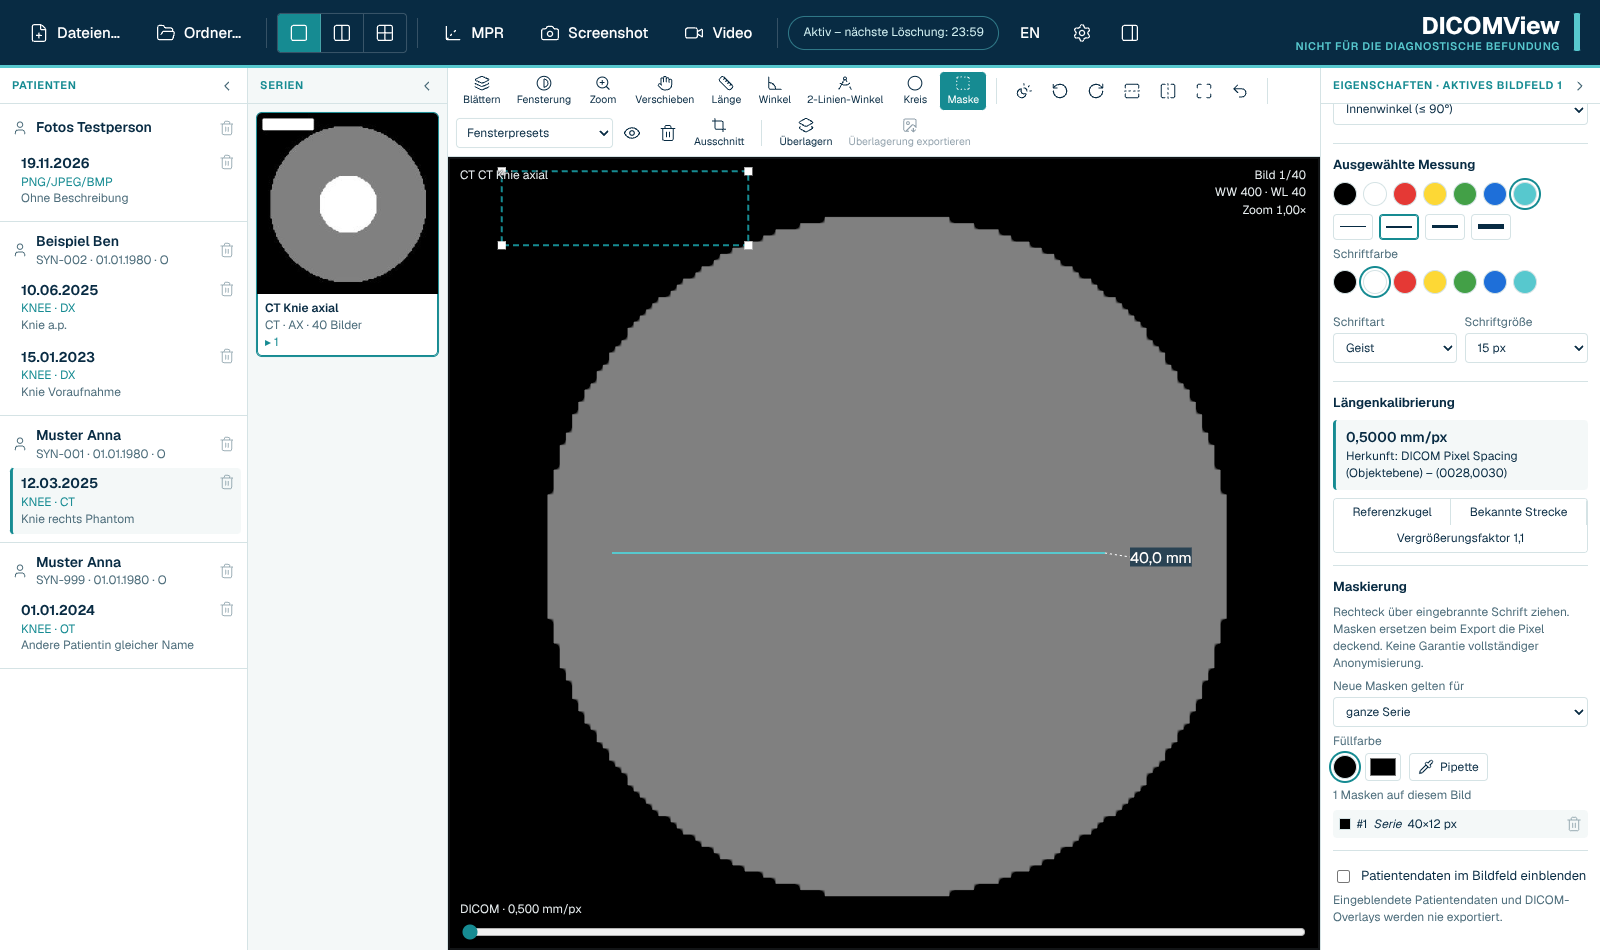 Dateien...
Ordner...
MPR
Screenshot
Video
Aktiv – nächste Löschung: 23:59
EN
DICOMView
NICHT FÜR DIE DIAGNOSTISCHE BEFUNDUNG
PATIENTEN
Fotos Testperson
19.11.2026
PNG/JPEG/BMP
Ohne Beschreibung
Beispiel Ben
SYN-002 · 01.01.1980 · O
10.06.2025
KNEE · DX
Knie a.p.
15.01.2023
KNEE · DX
Knie Voraufnahme
Muster Anna
SYN-001 · 01.01.1980 · O
12.03.2025
KNEE · CT
Knie rechts Phantom
Muster Anna
SYN-999 · 01.01.1980 · O
01.01.2024
KNEE · OT
Andere Patientin gleicher Name
SERIEN
CT Knie axial
CT · AX · 40 Bilder
▸ 1
Blättern
Fensterung
Zoom
Verschieben
Länge
Winkel
2-Linien-Winkel
Kreis
Maske
Fensterpresets
Ausschnitt
Überlagern
Überlagerung exportieren
CT CT Knie axial
Bild 1/40
WW 400 · WL 40
Zoom 1,00×
40,0 mm
DICOM · 0,500 mm/px
EIGENSCHAFTEN · AKTIVES BILDFELD 1
Innenwinkel (≤ 90°)
Ausgewählte Messung
Schriftfarbe
Schriftart
Schriftgröße
Geist
15 px
Längenkalibrierung
0,5000 mm/px
Herkunft: DICOM Pixel Spacing
(Objektebene) – (0028,0030)
Referenzkugel
Bekannte Strecke
Vergrößerungsfaktor 1,1
Maskierung
Rechteck über eingebrannte Schrift ziehen.
Masken ersetzen beim Export die Pixel
deckend. Keine Garantie vollständiger
Anonymisierung.
Neue Masken gelten für
ganze Serie
Füllfarbe
Pipette
1 Masken auf diesem Bild
#1 Serie 40×12 px
Patientendaten im Bildfeld einblenden
Eingeblendete Patientendaten und DICOM-
Overlays werden nie exportiert.